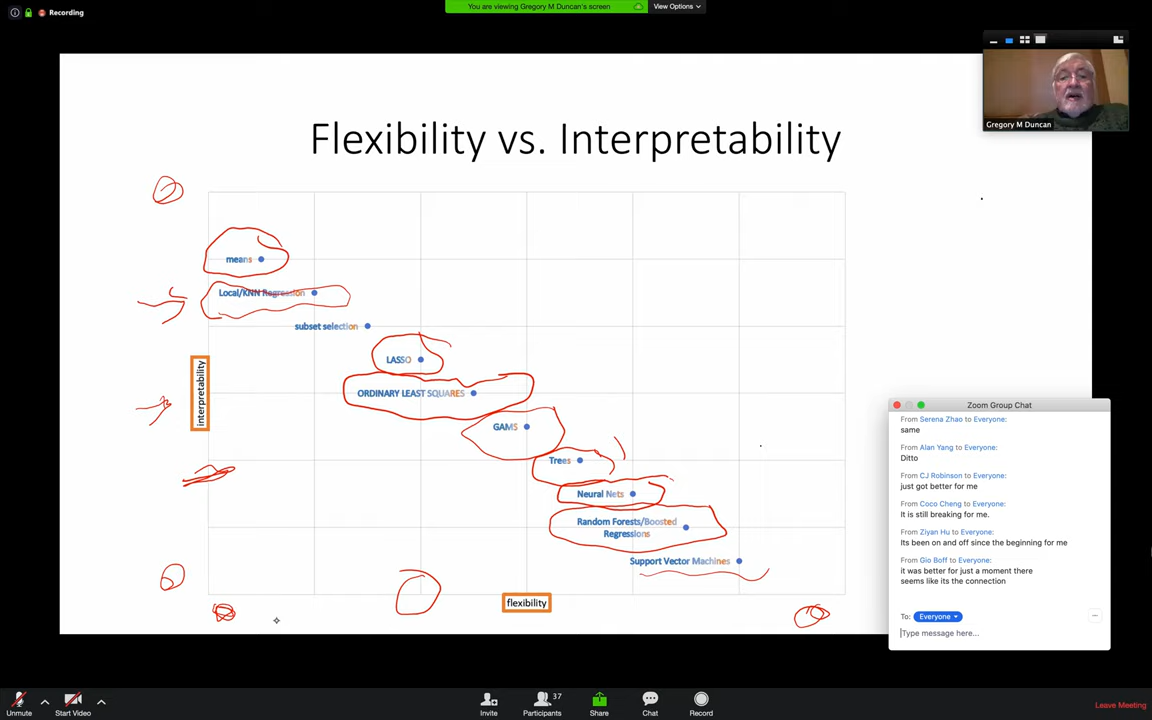 Recording
You are viewing Gregory M Duncan's screen
View Options
Gregory M Duncan
Flexibility vs. Interpretability
means
Local/KNN Regression
subset selection
LASSO
ORDINARY LEAST SQUARES
GAMS
Trees
Neural Nets
Random Forests/Boosted
Regressions
Support Vector Machines
interpretability
flexibility
Zoom Group Chat
From Serena Zhao to Everyone:
same
From Alan Yang to Everyone:
Ditto
From CJ Robinson to Everyone:
just got better for me
From Coco Cheng to Everyone:
It is still breaking for me.
From Ziyan Hu to Everyone:
Its been on and off since the beginning for me
From Gio Boff to Everyone:
it was better for just a moment there
seems like its the connection
To: Everyone
Type message here...
Unmute
Start Video
Invite
Participants 37
Share
Chat
Record
Leave Meeting